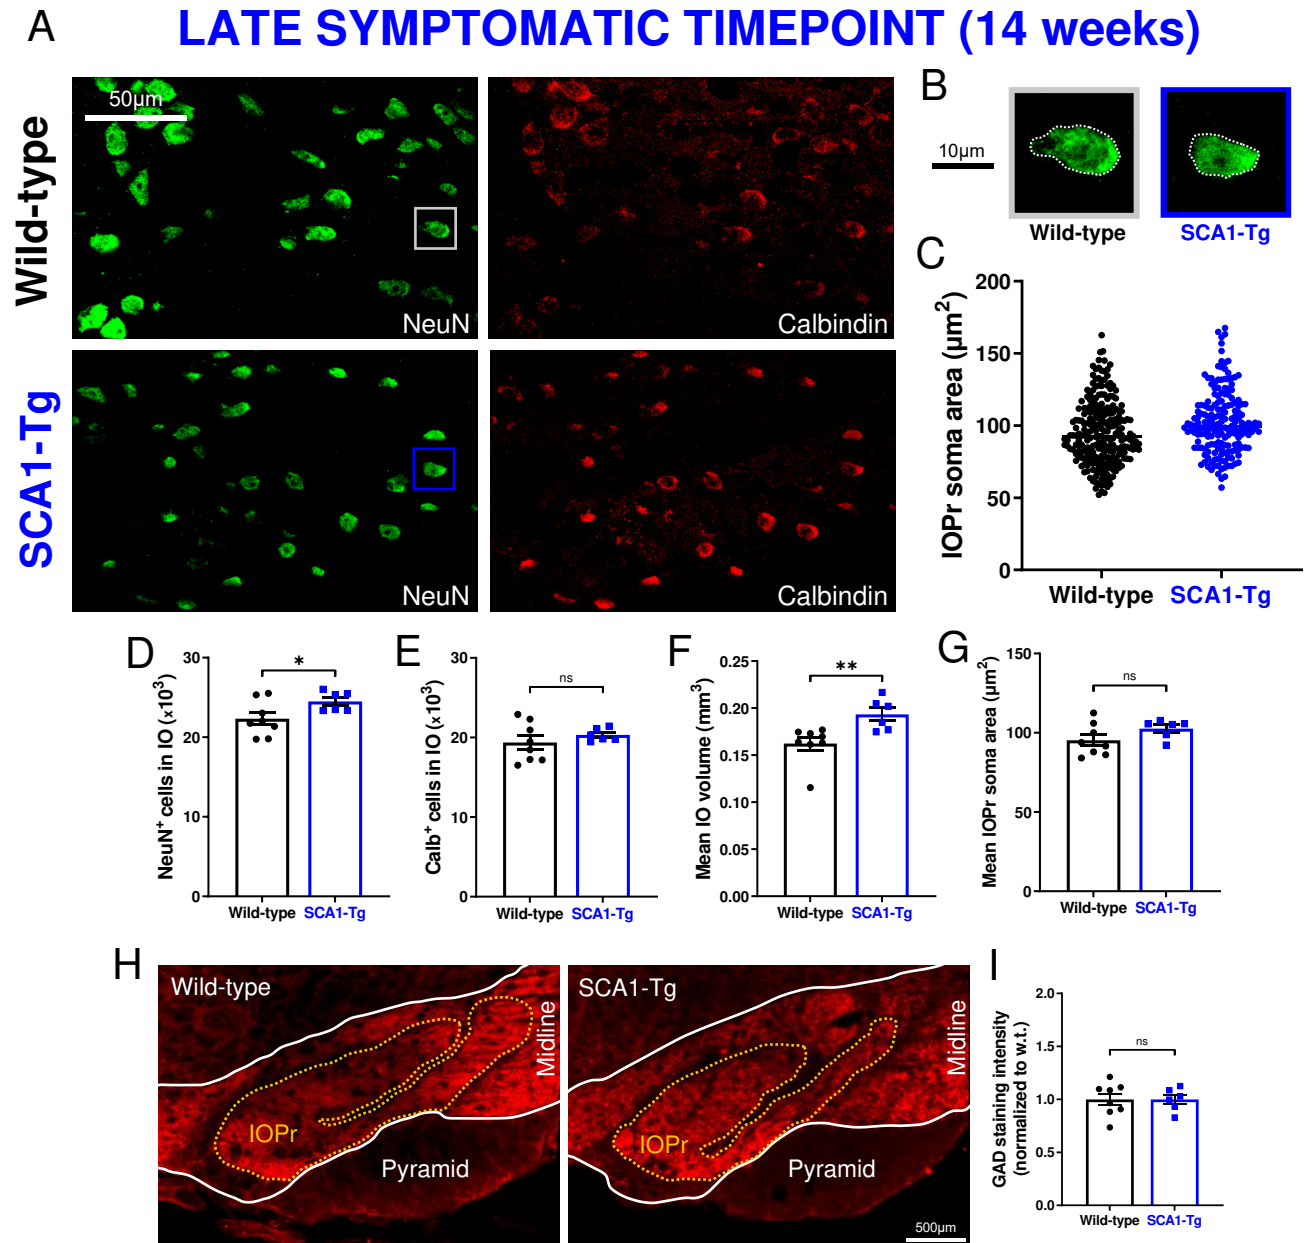 A
LATE SYMPTOMATIC TIMEPOINT (14 weeks)
Wild-type
50µm
NeuN
Calbindin
SCA1-Tg
NeuN
Calbindin
B
10µm
Wild-type
SCA1-Tg
C
IOPr soma area (µm²)
200
150
100
50
0
Wild-type
SCA1-Tg
D
NeuN⁺ cells in IO (x10³)
30
20
10
0
*
Wild-type
SCA1-Tg
E
Calb⁺ cells in IO (x10³)
30
20
10
0
ns
Wild-type
SCA1-Tg
F
Mean IO volume (mm³)
0.25
0.20
0.15
0.10
0.05
0.00
**
Wild-type
SCA1-Tg
G
Mean IOPr soma area (µm²)
150
100
50
0
ns
Wild-type
SCA1-Tg
H
Wild-type
Midline
IOPr
Pyramid
SCA1-Tg
Midline
IOPr
Pyramid
500µm
I
GAD staining intensity
(normalized to w.t.)
2.0
1.5
1.0
0.5
0.0
ns
Wild-type
SCA1-Tg